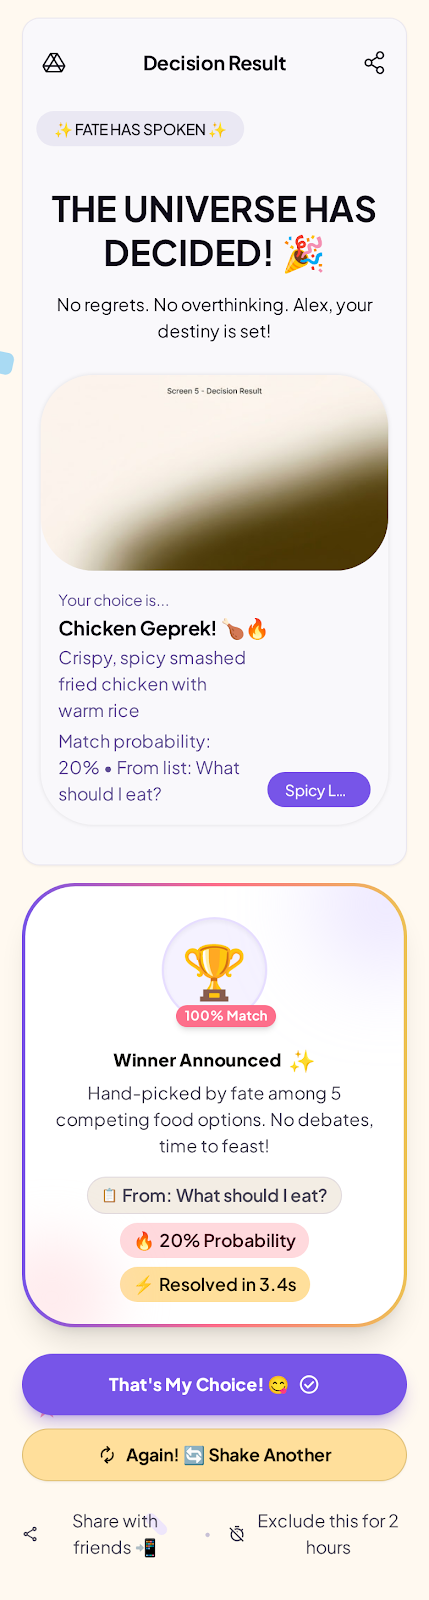 Decision Result
✨ FATE HAS SPOKEN ✨
THE UNIVERSE HAS
DECIDED! 🎉
No regrets. No overthinking. Alex, your
destiny is set!
Screen 5 - Decision Result
Your choice is...
Chicken Geprek! 🍗🔥
Crispy, spicy smashed
fried chicken with
warm rice
Match probability:
20% • From list: What
should I eat?
Spicy L...
100% Match
Winner Announced ✨
Hand-picked by fate among 5
competing food options. No debates,
time to feast!
📋 From: What should I eat?
🔥 20% Probability
⚡ Resolved in 3.4s
That's My Choice! 😋
Again! 🔄 Shake Another
Share with
friends 📲
•
Exclude this for 2
hours